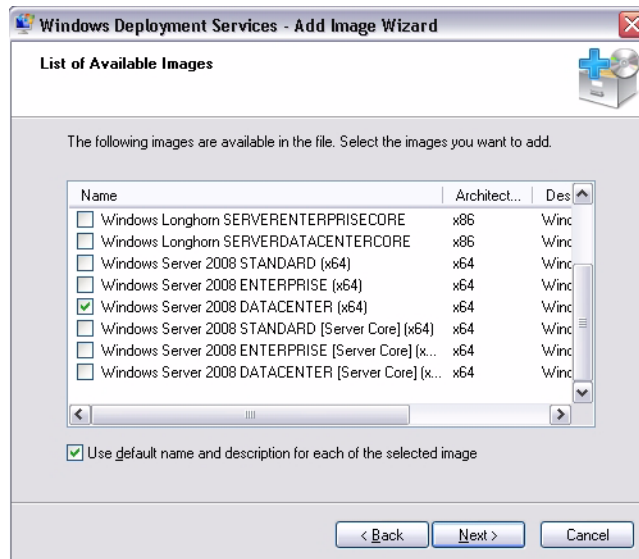 Windows Deployment Services - Add Image Wizard
List of Available Images
The following images are available in the file. Select the images you want to add.
Name Architect... Des
Windows Longhorn SERVERENTERPRISECORE x86 Winc
Windows Longhorn SERVERDATACENTERCORE x86 Winc
Windows Server 2008 STANDARD (x64) x64 Winc
Windows Server 2008 ENTERPRISE (x64) x64 Winc
Windows Server 2008 DATACENTER (x64) x64 Winc
Windows Server 2008 STANDARD [Server Core] (x64) x64 Winc
Windows Server 2008 ENTERPRISE [Server Core] (x... x64 Winc
Windows Server 2008 DATACENTER [Server Core] (x... x64 Winc
Use default name and description for each of the selected image
< Back Next > Cancel